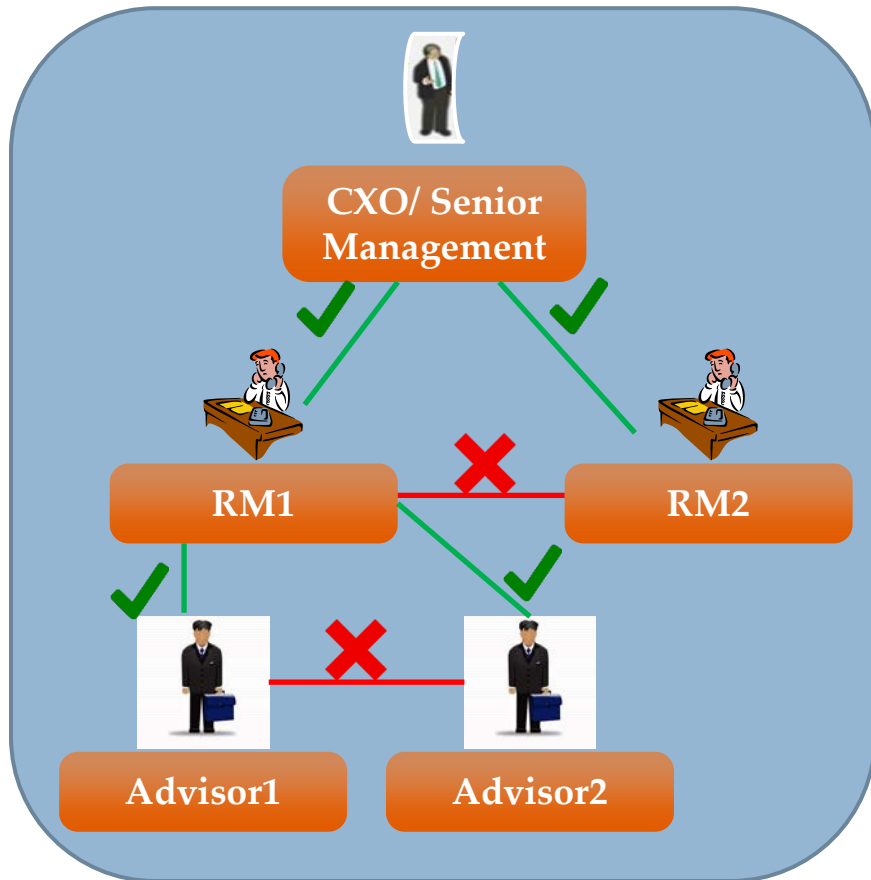 CXO/ Senior
Management
RM1
RM2
Advisor1
Advisor2